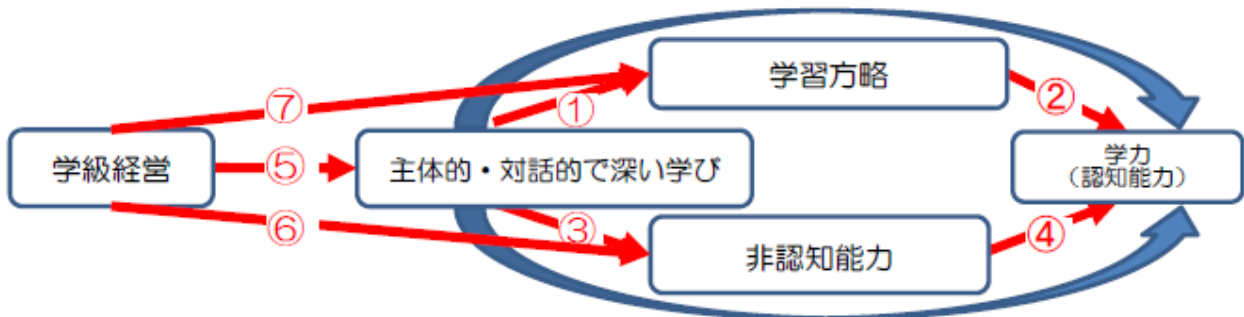 学習方略
⑦
①
②
学級経営
⑤
主体的・対話的で深い学び
学力
（認知能力）
⑥
③
④
非認知能力